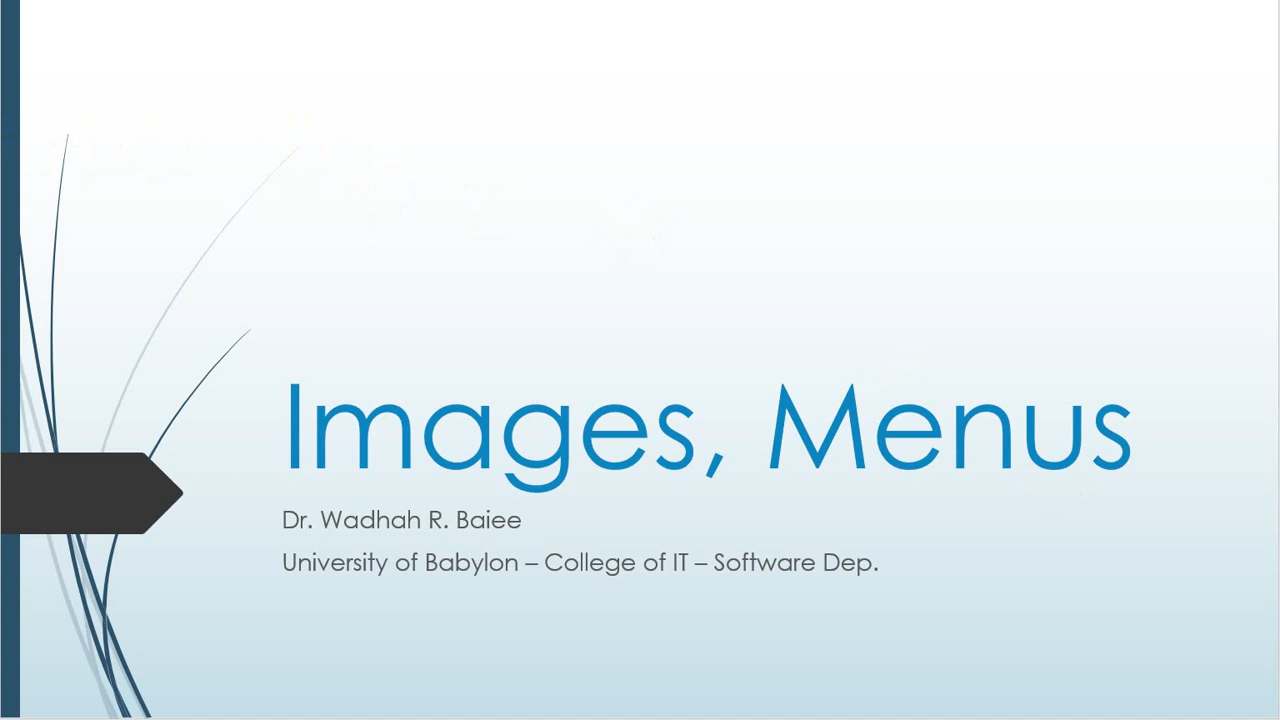 Images, Menus
Dr. Wadhah R. Baiee
University of Babylon – College of IT – Software Dep.